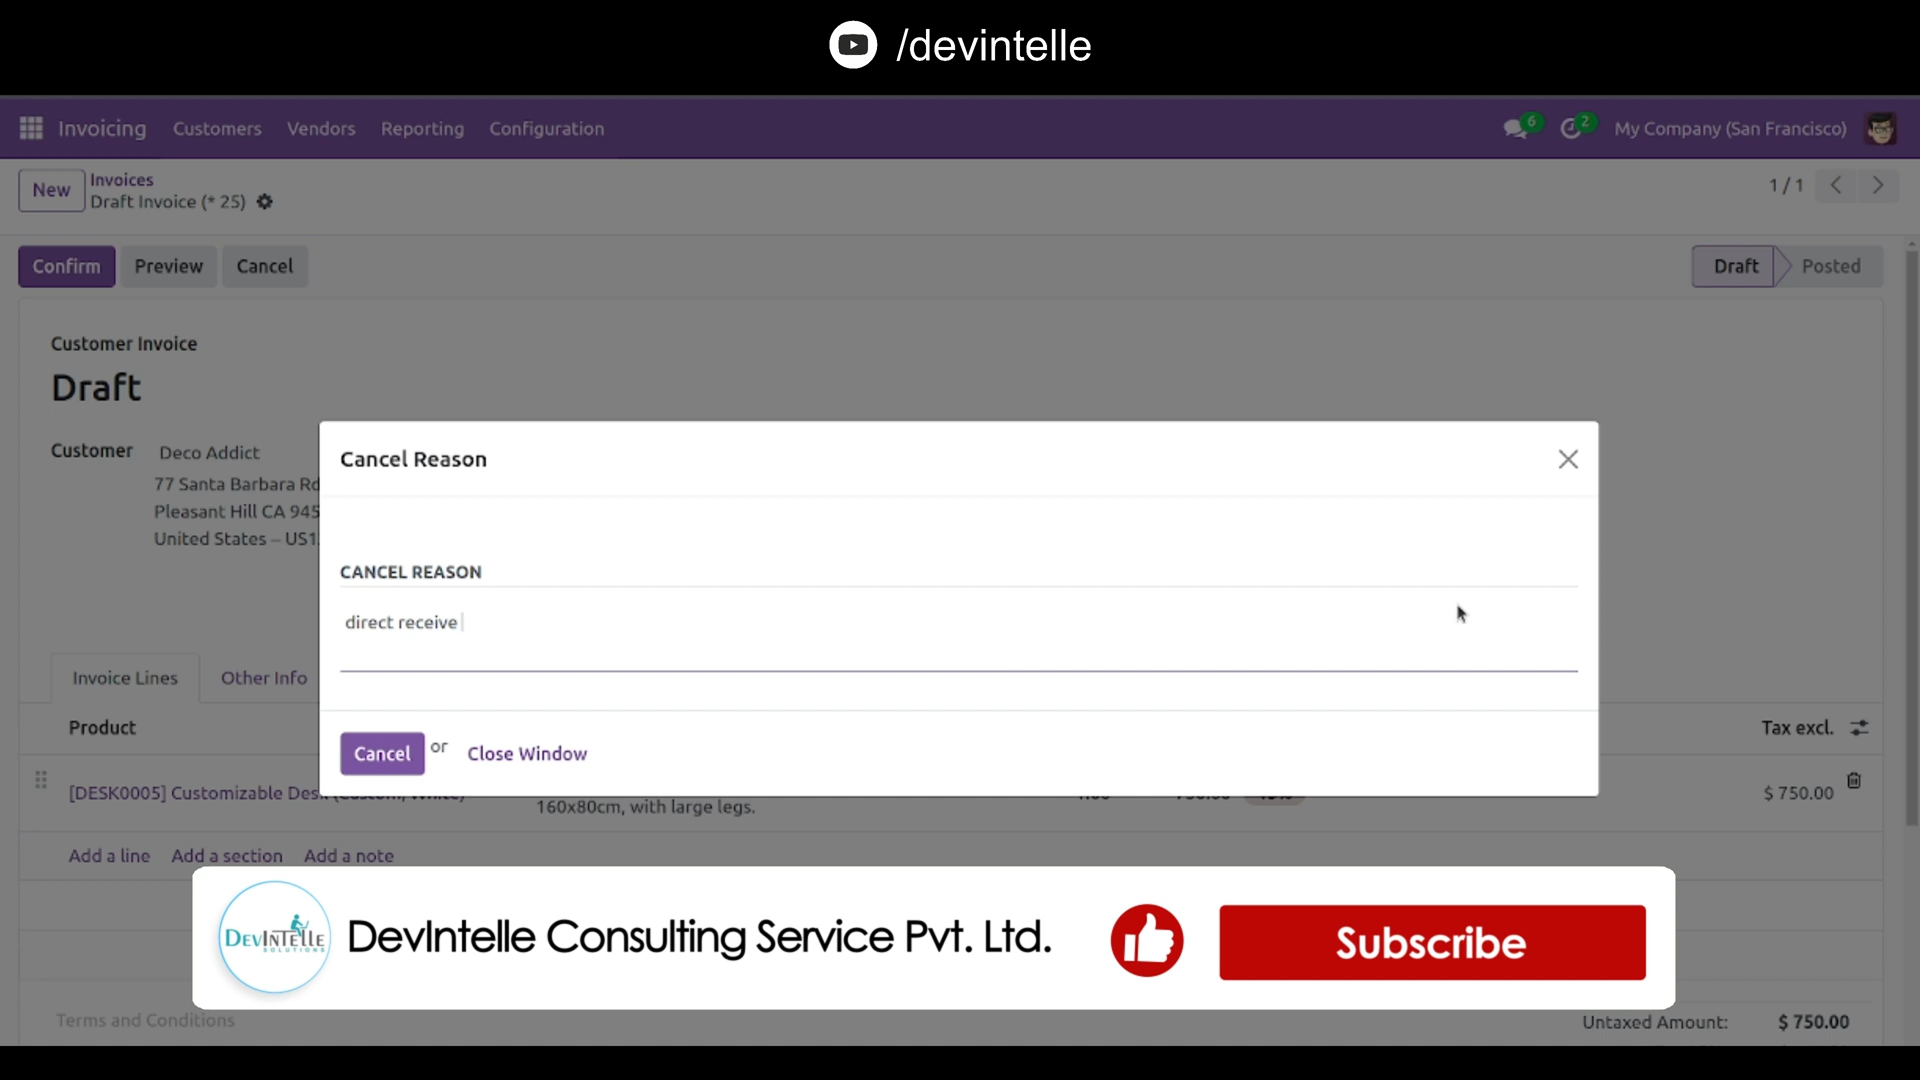 /devintelle
Invoicing Customers Vendors Reporting Configuration 6 2 My Company (San Francisco)
New Invoices
Draft Invoice (* 25)
1 / 1
Confirm Preview Cancel Draft Posted
Customer Invoice
Draft
Customer Deco Addict
77 Santa Barbara Rd
Pleasant Hill CA 945
United States – US1
Cancel Reason
CANCEL REASON
direct receive
Cancel or Close Window
Invoice Lines Other Info
Product Tax excl.
[DESK0005] Customizable $ 750.00
160x80cm, with large legs.
Add a line Add a section Add a note
DEVINTELLE
SOLUTIONS
DevIntelle Consulting Service Pvt. Ltd.
Subscribe
Terms and Conditions
Untaxed Amount: $ 750.00